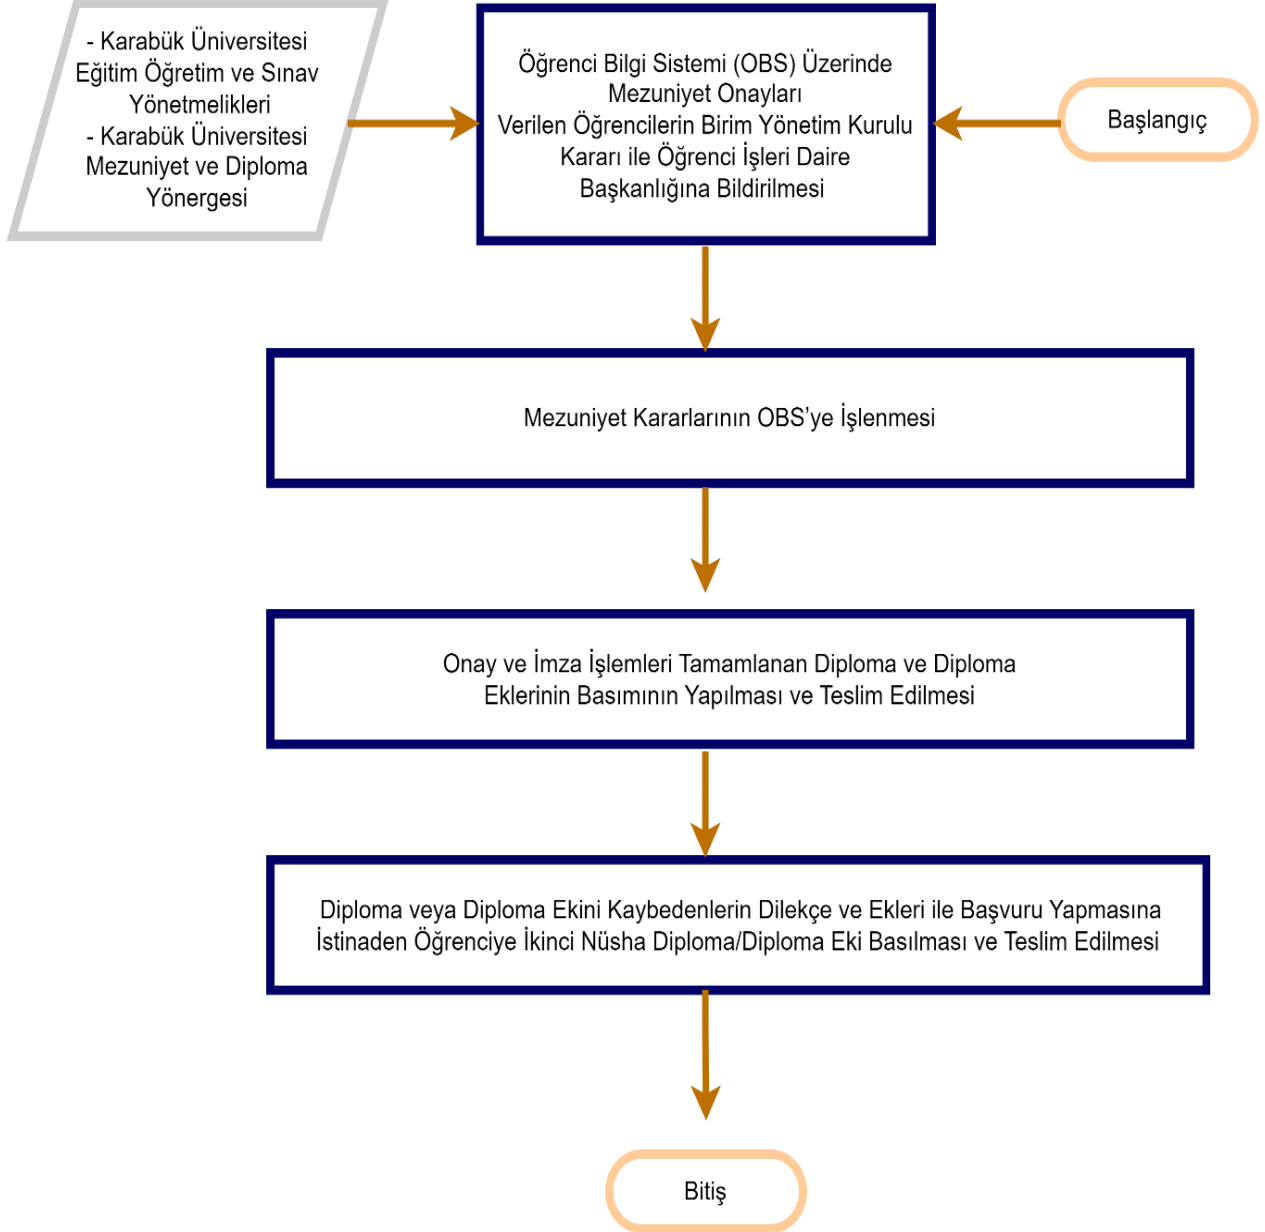 - Karabük Üniversitesi
Eğitim Öğretim ve Sınav
Yönetmelikleri
- Karabük Üniversitesi
Mezuniyet ve Diploma
Yönergesi
Öğrenci Bilgi Sistemi (OBS) Üzerinde
Mezuniyet Onayları
Verilen Öğrencilerin Birim Yönetim Kurulu
Kararı ile Öğrenci İşleri Daire
Başkanlığına Bildirilmesi
Başlangıç
Mezuniyet Kararlarının OBS’ye İşlenmesi
Onay ve İmza İşlemleri Tamamlanan Diploma ve Diploma
Eklerinin Basımının Yapılması ve Teslim Edilmesi
Diploma veya Diploma Ekini Kaybedenlerin Dilekçe ve Ekleri ile Başvuru Yapmasına
İstinaden Öğrenciye İkinci Nüsha Diploma/Diploma Eki Basılması ve Teslim Edilmesi
Bitiş